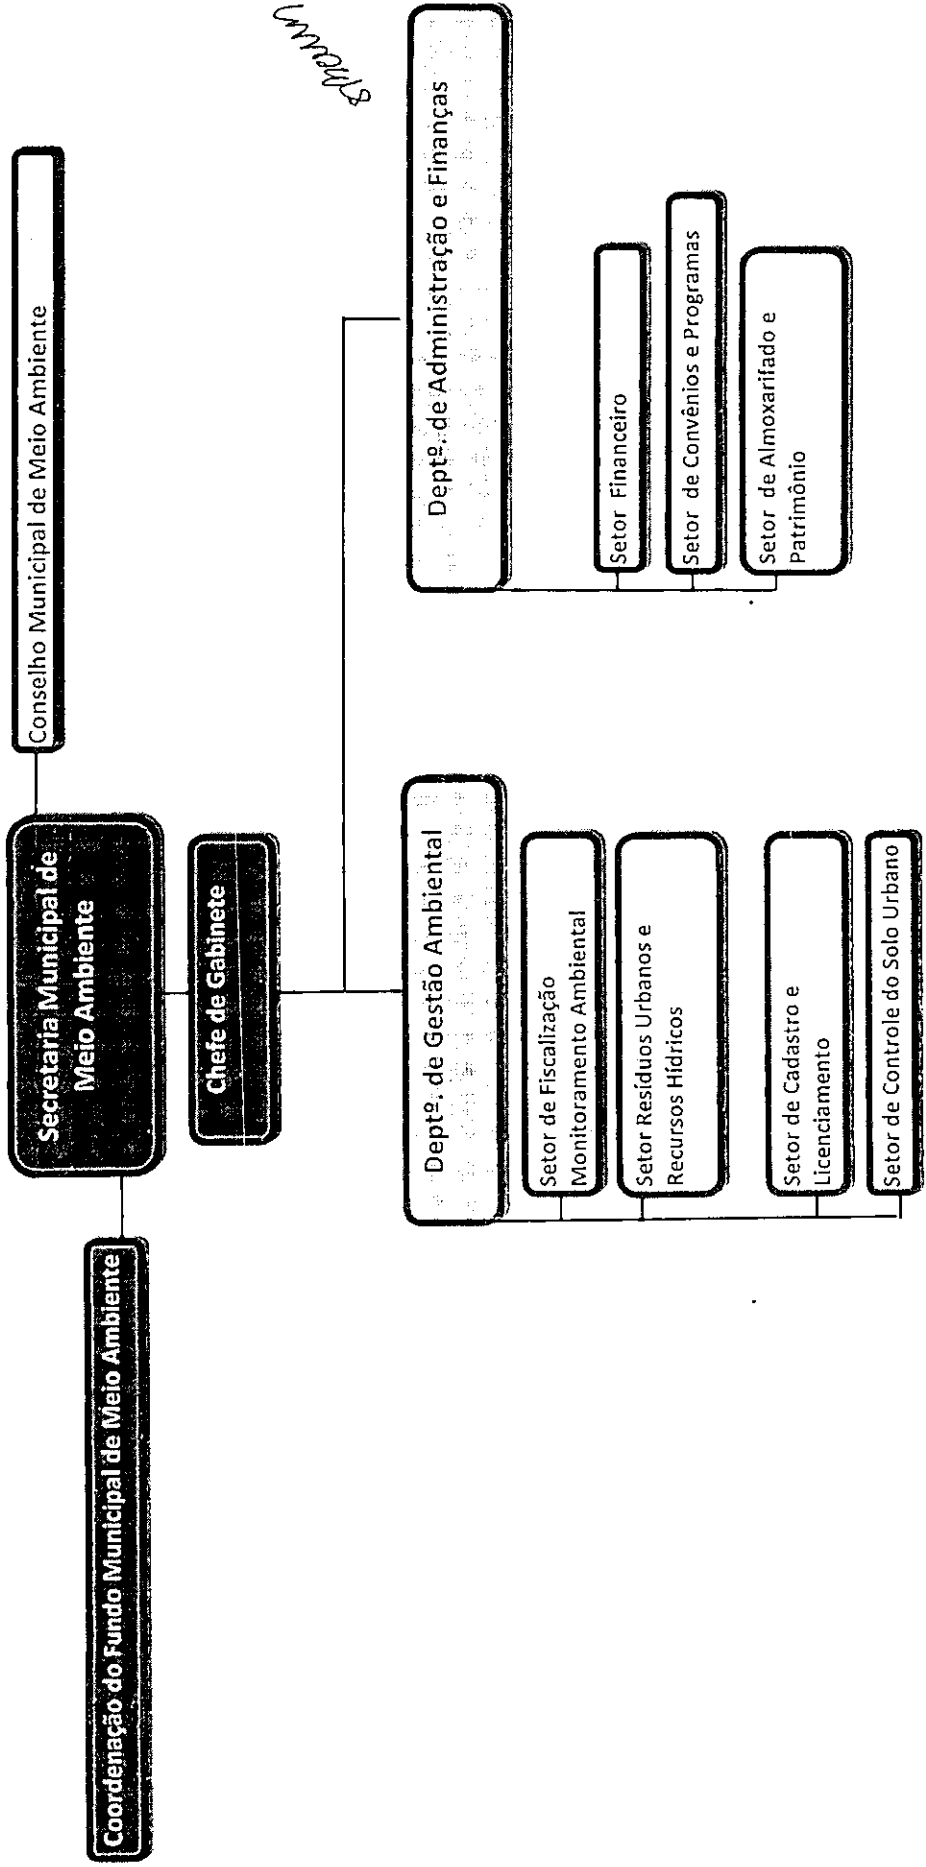 Conselho Municipal de Meio Ambiente
Secretaria Municipal de
Meio Ambiente
Coordenação do Fundo Municipal de Meio Ambiente
Chefe de Gabinete
Deptº. de Gestão Ambiental
Setor de Fiscalização
Monitoramento Ambiental
Setor Resíduos Urbanos e
Recursos Hídricos
Setor de Cadastro e
Licenciamento
Setor de Controle do Solo Urbano
Deptº. de Administração e Finanças
Setor Financeiro
Setor de Convênios e Programas
Setor de Almoxarifado e
Patrimônio